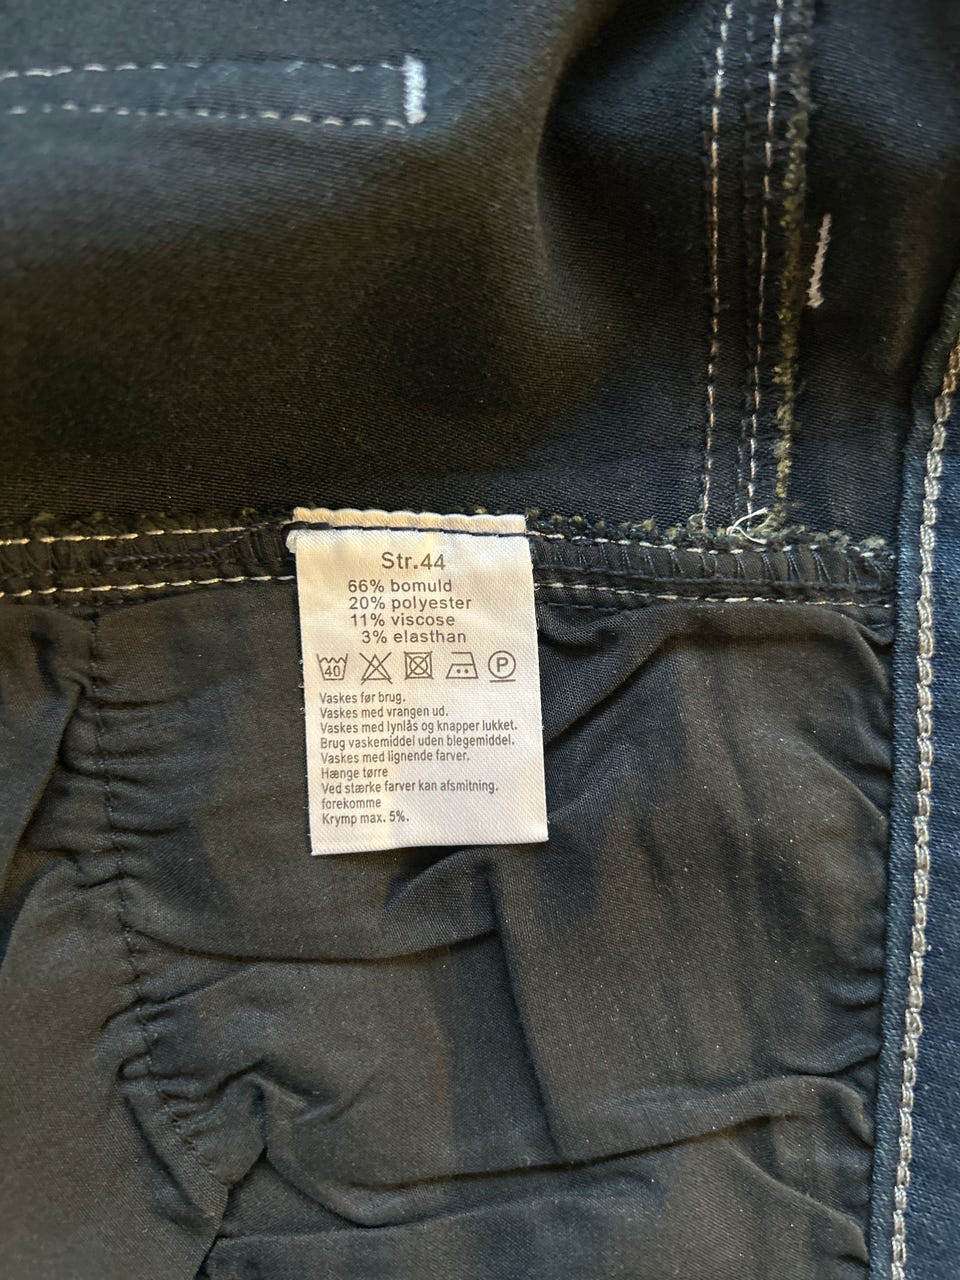 Str.44
66% bomuld
20% polyester
11% viscose
3% elasthan
40 P
Vaskes før brug.
Vaskes med vrangen ud.
Vaskes med lynlås og knapper lukket.
Brug vaskemiddel uden blegemiddel.
Vaskes med lignende farver.
Hænge tørre
Ved stærke farver kan afsmitning.
forekomme
Krymp max. 5%.